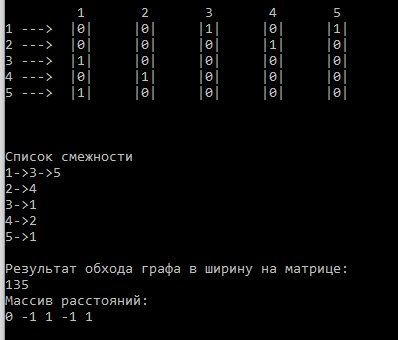 1 2 3 4 5
1 ---> |0| |0| |1| |0| |1|
2 ---> |0| |0| |0| |1| |0|
3 ---> |1| |0| |0| |0| |0|
4 ---> |0| |1| |0| |0| |0|
5 ---> |1| |0| |0| |0| |0|
Список смежности
1->3->5
2->4
3->1
4->2
5->1
Результат обхода графа в ширину на матрице:
135
Массив расстояний:
0 -1 1 -1 1